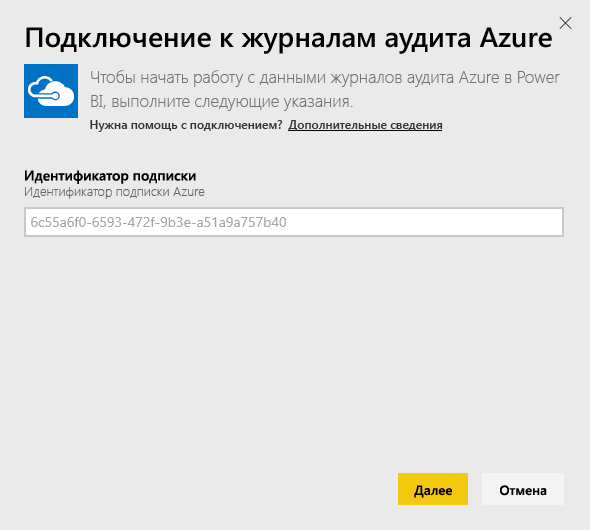 Подключение к журналам аудита Azure
Чтобы начать работу с данными журналов аудита Azure в Power
BI, выполните следующие указания.
Нужна помощь с подключением? Дополнительные сведения
Идентификатор подписки
Идентификатор подписки Azure
6c55a6f0-6593-472f-9b3e-a51a9a757b40
Далее Отмена